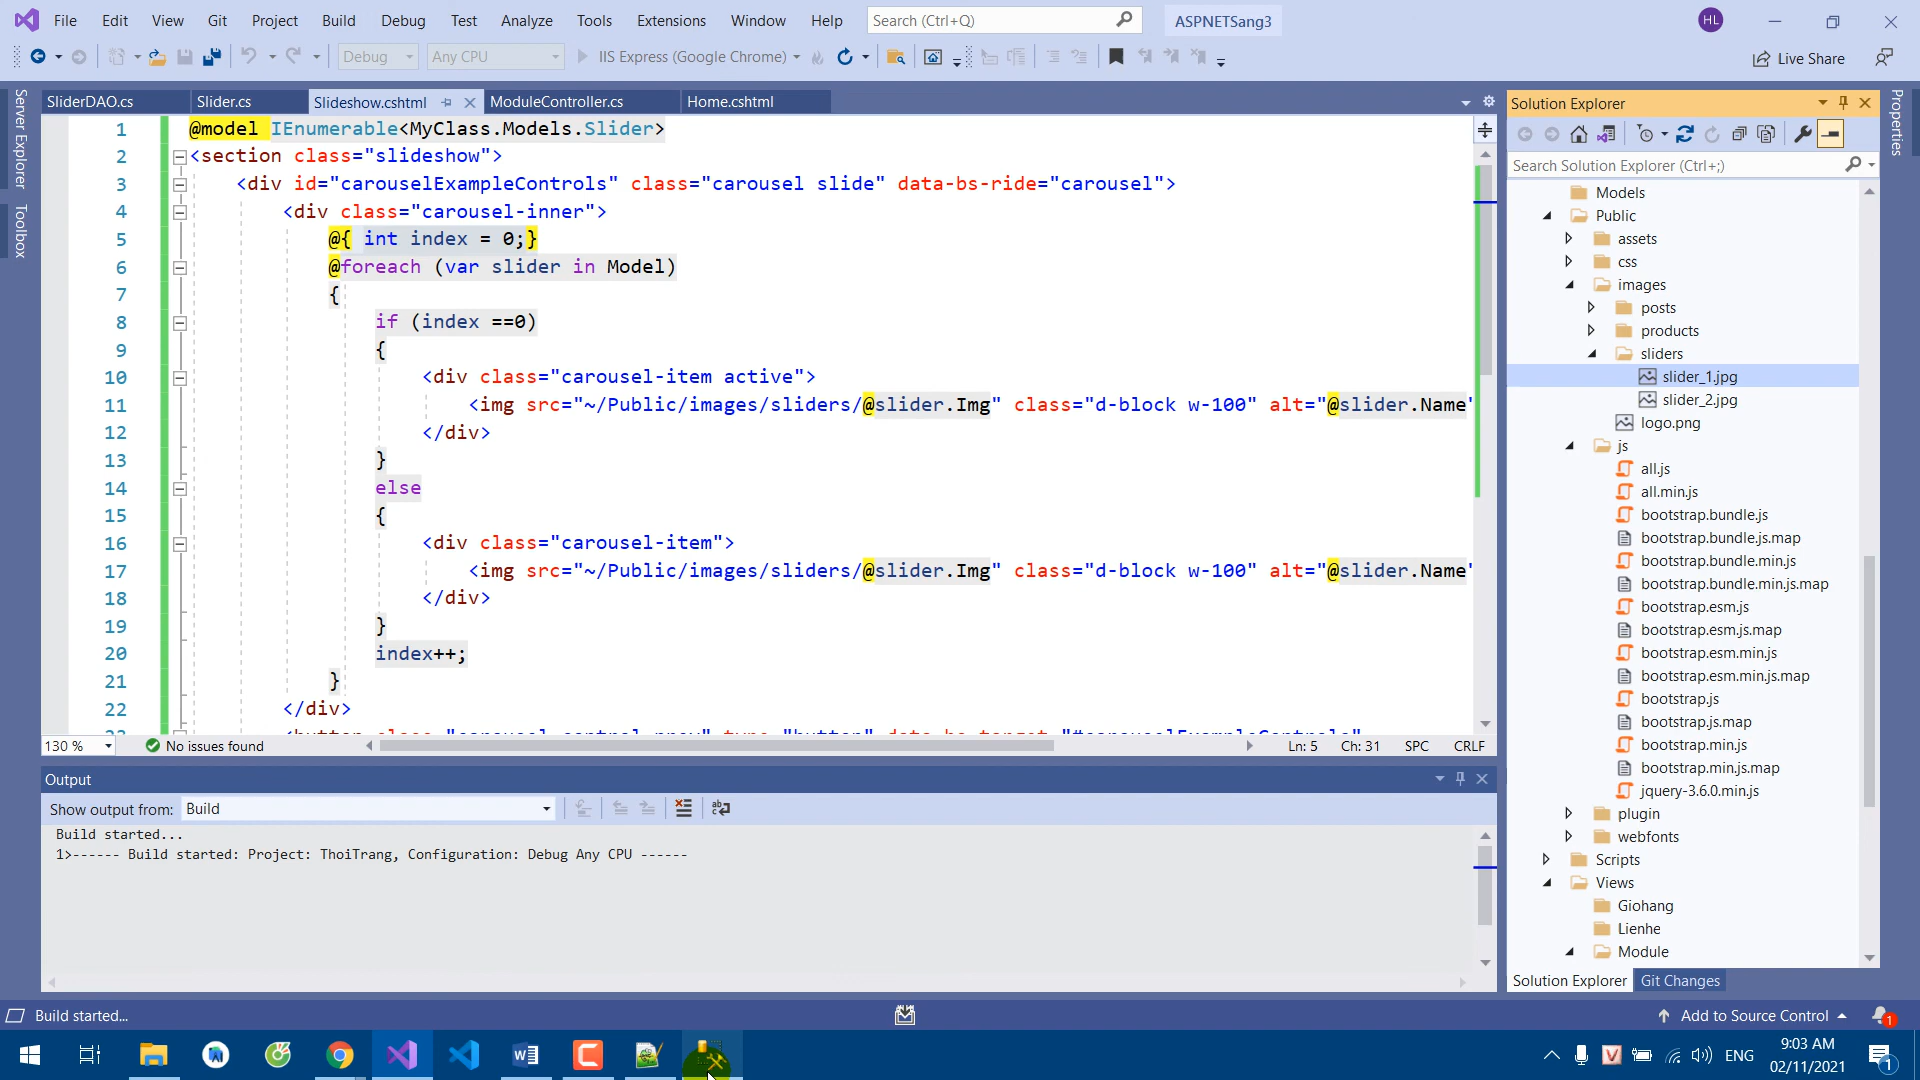 File Edit View Git Project Build Debug Test Analyze Tools Extensions Window Help Search (Ctrl+Q) ASPNETSang3 HL
Debug Any CPU IIS Express (Google Chrome) Live Share
SliderDAO.cs Slider.cs Slideshow.cshtml ModuleController.cs Home.cshtml
Server Explorer
Toolbox
1 @model IEnumerable<MyClass.Models.Slider>
2 <section class="slideshow">
3 <div id="carouselExampleControls" class="carousel slide" data-bs-ride="carousel">
4 <div class="carousel-inner">
5 @{ int index = 0;}
6 @foreach (var slider in Model)
7 {
8 if (index ==0)
9 {
10 <div class="carousel-item active">
11 <img src="~/Public/images/sliders/@slider.Img" class="d-block w-100" alt="@slider.Name"
12 </div>
13 }
14 else
15 {
16 <div class="carousel-item">
17 <img src="~/Public/images/sliders/@slider.Img" class="d-block w-100" alt="@slider.Name"
18 </div>
19 }
20 index++;
21 }
22 </div>
130 % No issues found Ln: 5 Ch: 31 SPC CRLF
Output
Show output from: Build
Build started...
1>------ Build started: Project: ThoiTrang, Configuration: Debug Any CPU ------
Solution Explorer
Search Solution Explorer (Ctrl+;)
Models
Public
assets
css
images
posts
products
sliders
slider_1.jpg
slider_2.jpg
logo.png
js
all.js
all.min.js
bootstrap.bundle.js
bootstrap.bundle.js.map
bootstrap.bundle.min.js
bootstrap.bundle.min.js.map
bootstrap.esm.js
bootstrap.esm.js.map
bootstrap.esm.min.js
bootstrap.esm.min.js.map
bootstrap.js
bootstrap.js.map
bootstrap.min.js
bootstrap.min.js.map
jquery-3.6.0.min.js
plugin
webfonts
Scripts
Views
Giohang
Lienhe
Module
Solution Explorer Git Changes
Properties
Build started... Add to Source Control 1
ENG 9:03 AM
02/11/2021 1